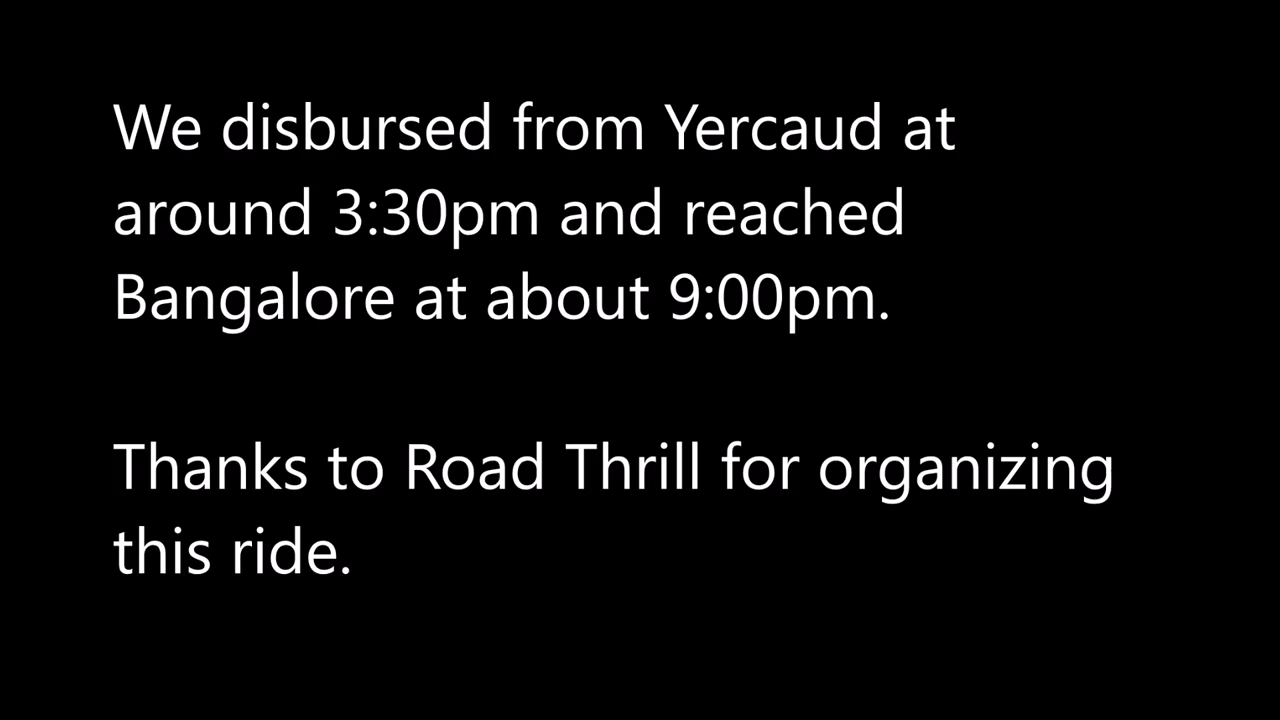 We disbursed from Yercaud at
around 3:30pm and reached
Bangalore at about 9:00pm.
Thanks to Road Thrill for organizing
this ride.